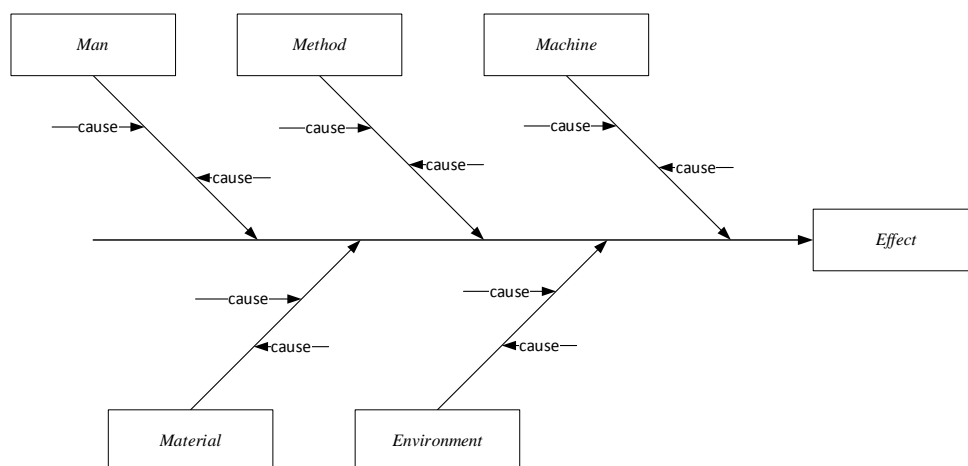 Man
Method
Machine
cause
cause
cause
cause
cause
cause
Effect
cause
cause
cause
cause
Material
Environment